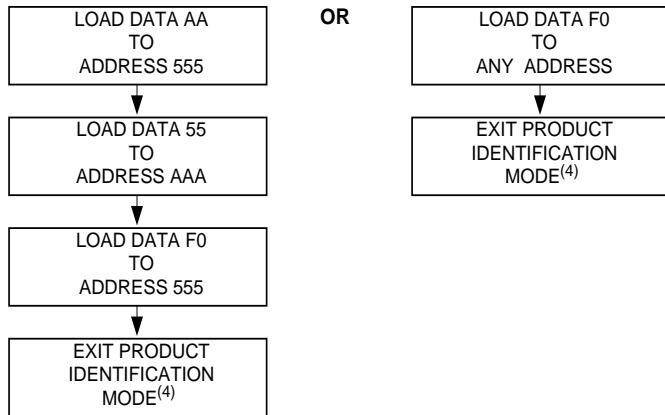 LOAD DATA AA
TO
ADDRESS 555
LOAD DATA 55
TO
ADDRESS AAA
LOAD DATA F0
TO
ADDRESS 555
EXIT PRODUCT
IDENTIFICATION
MODE(4)
OR
LOAD DATA F0
TO
ANY ADDRESS
EXIT PRODUCT
IDENTIFICATION
MODE(4)